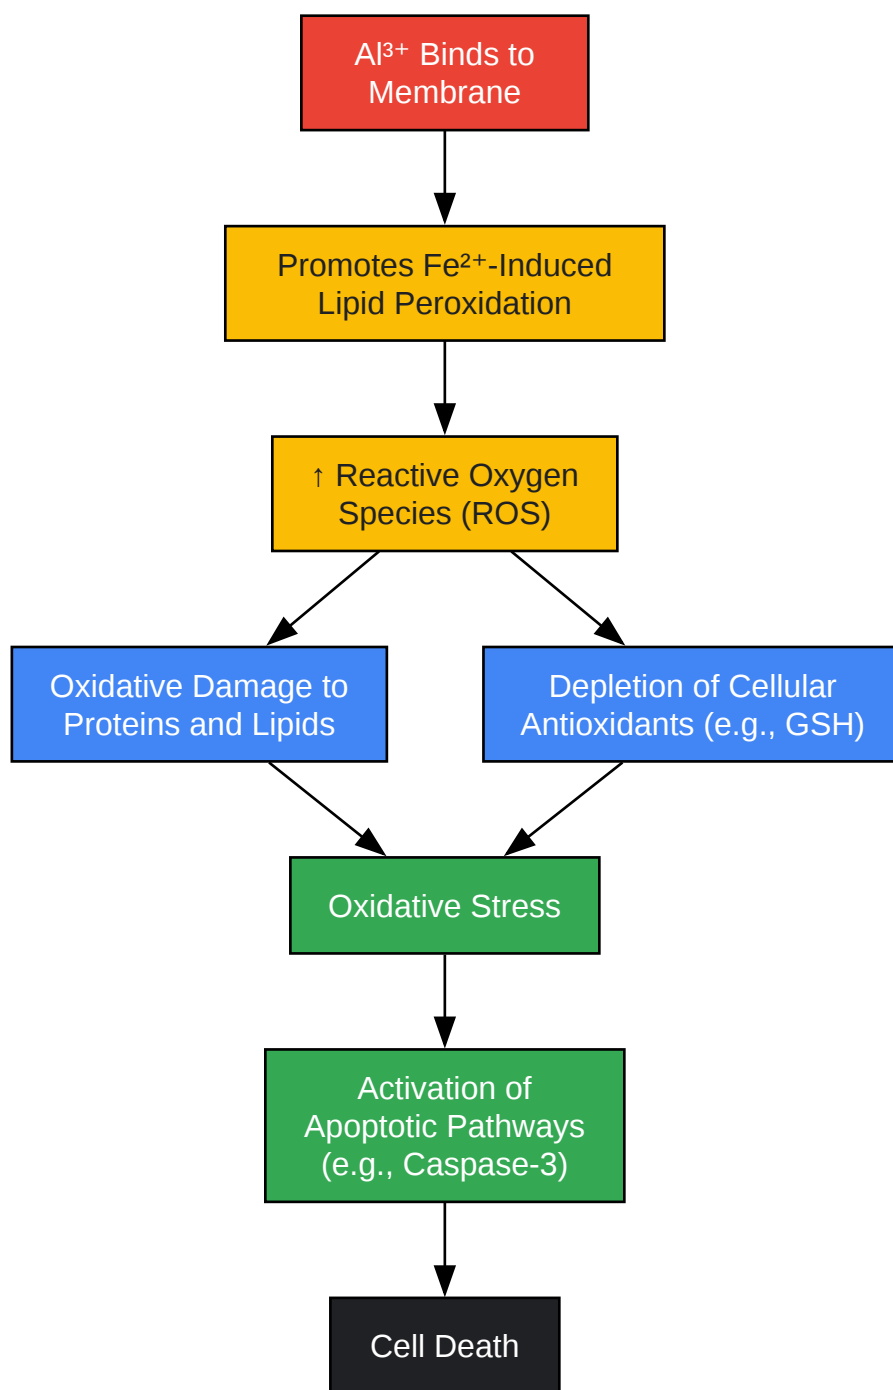 Al³⁺ Binds to
Membrane
Promotes Fe²⁺-Induced
Lipid Peroxidation
↑ Reactive Oxygen
Species (ROS)
Oxidative Damage to
Proteins and Lipids
Depletion of Cellular
Antioxidants (e.g., GSH)
Oxidative Stress
Activation of
Apoptotic Pathways
(e.g., Caspase-3)
Cell Death